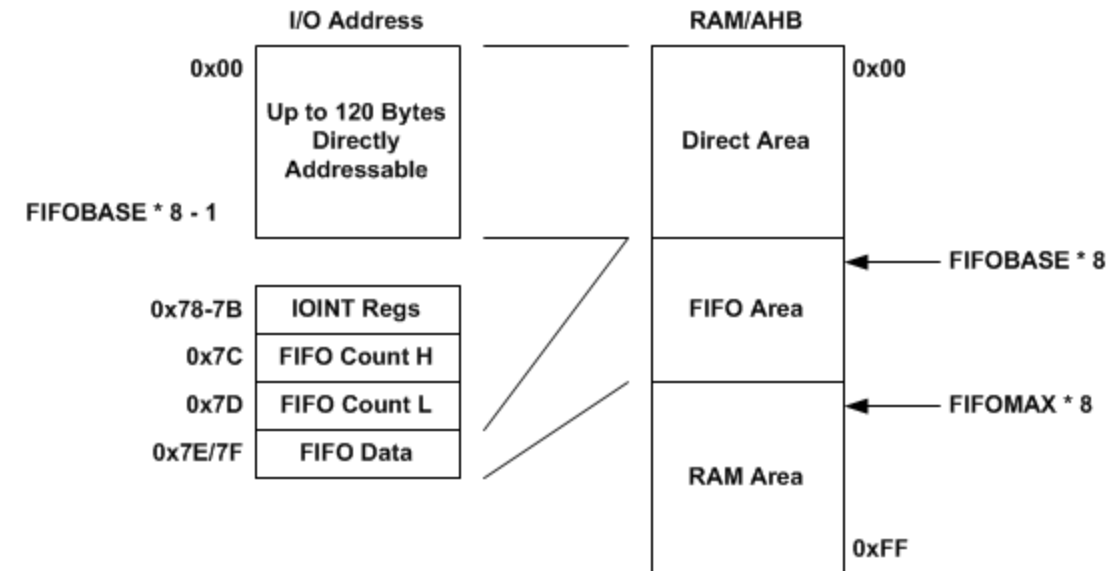 I/O Address
RAM/AHB
0x00
Up to 120 Bytes
Directly
Addressable
FIFOBASE * 8 - 1
0x78-7B
IOINT Regs
0x7C
FIFO Count H
0x7D
FIFO Count L
0x7E/7F
FIFO Data
0x00
Direct Area
FIFOBASE * 8
FIFO Area
FIFOMAX * 8
RAM Area
0xFF